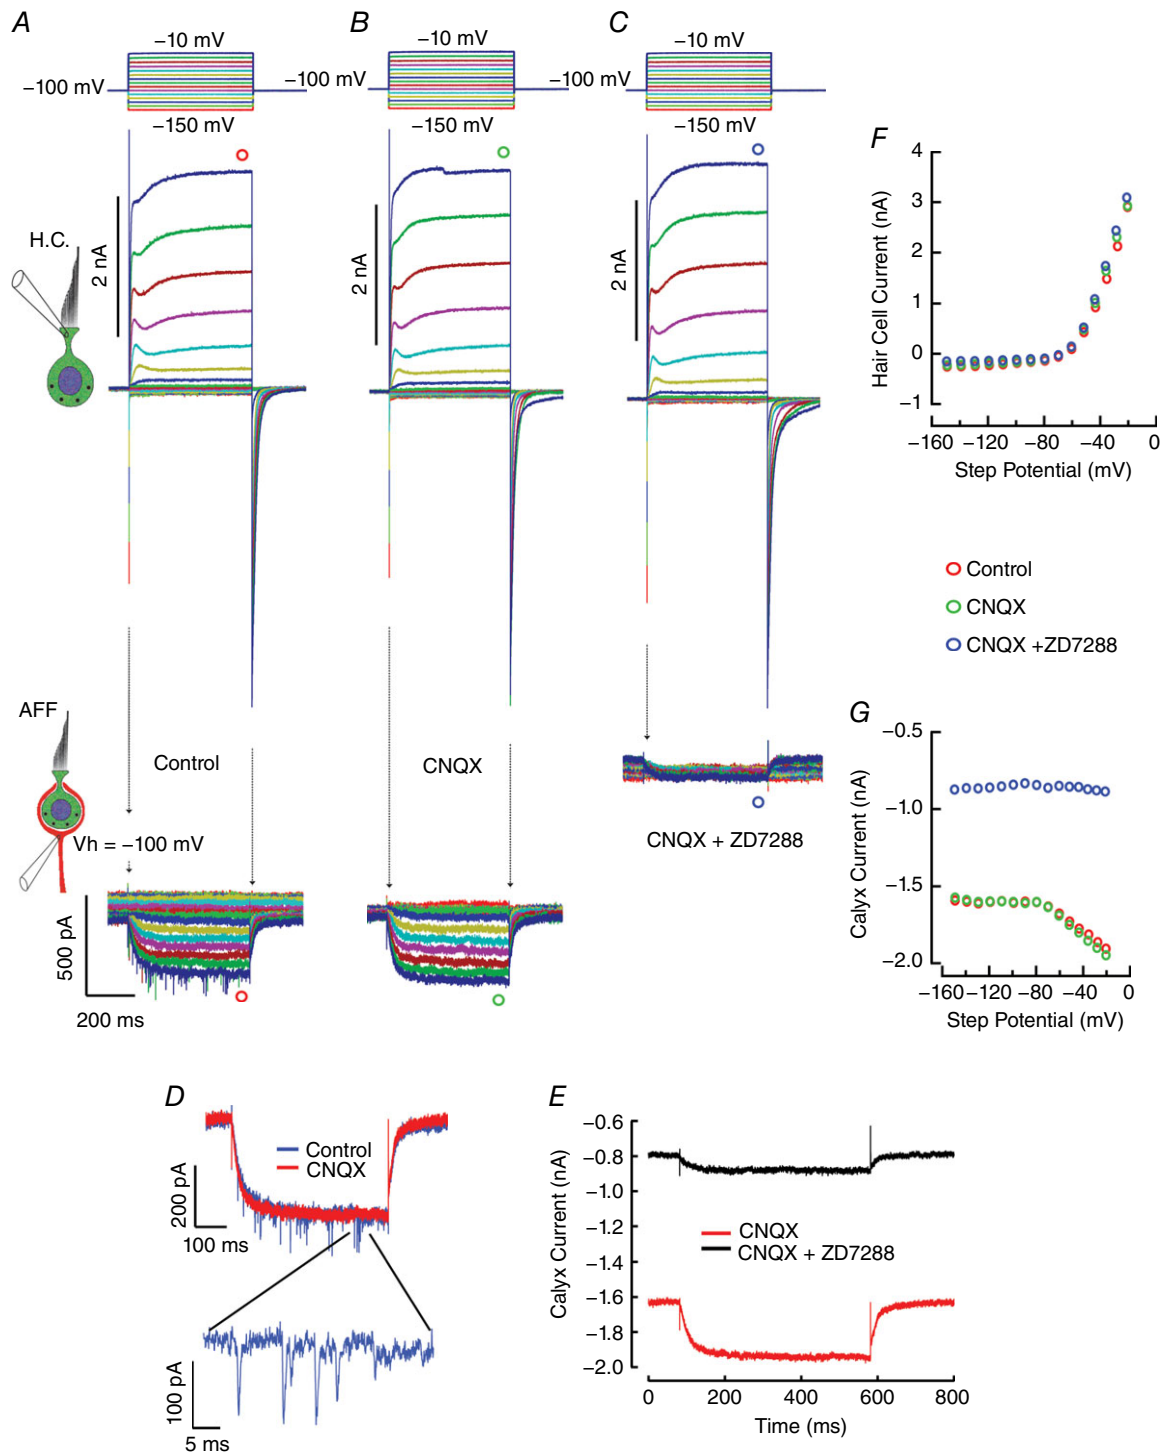 A
−10 mV
−100 mV
−150 mV
H.C.
2 nA
B
−10 mV
−100 mV
−150 mV
2 nA
C
−10 mV
−100 mV
−150 mV
2 nA
F
Hair Cell Current (nA)
4
3
2
1
0
−1
−160 −120 −80 −40 0
Step Potential (mV)
Control
CNQX
CNQX +ZD7288
AFF
Control
CNQX
CNQX + ZD7288
Vh = −100 mV
500 pA
200 ms
G
Calyx Current (nA)
−0.5
−1.0
−1.5
−2.0
−160 −120 −80 −40 0
Step Potential (mV)
D
Control
CNQX
200 pA
100 ms
100 pA
5 ms
E
Calyx Current (nA)
−0.6
−0.8
−1.0
−1.2
−1.4
−1.6
−1.8
−2.0
CNQX
CNQX + ZD7288
0 200 400 600 800
Time (ms)